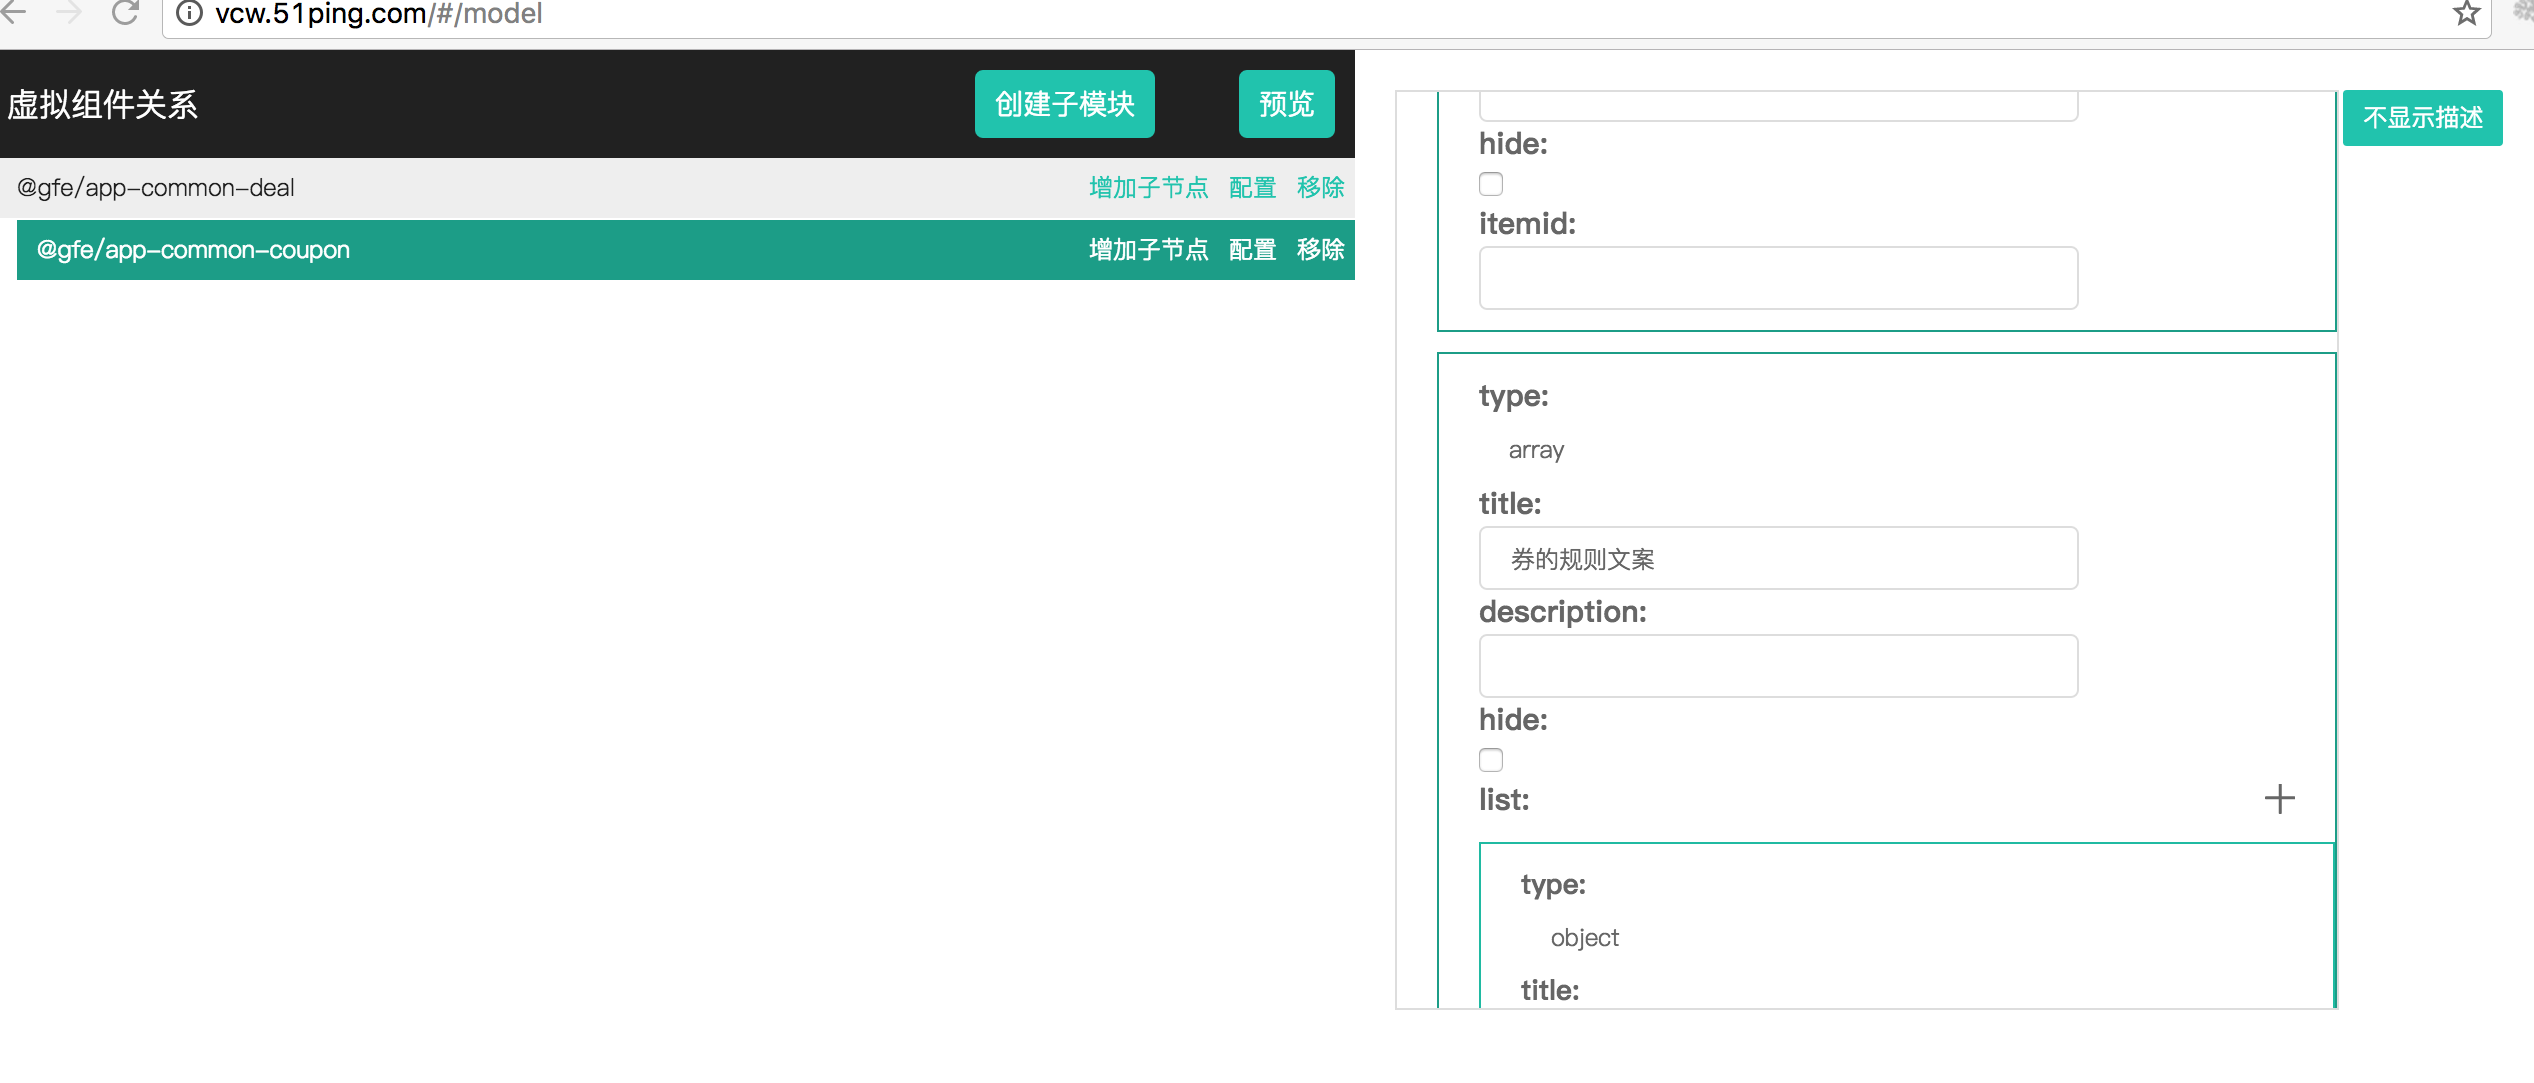 vcw.51ping.com/#/model
虚拟组件关系 创建子模块 预览
@gfe/app-common-deal 增加子节点 配置 移除
@gfe/app-common-coupon 增加子节点 配置 移除
不显示描述
hide:
itemid:
type:
array
title:
券的规则文案
description:
hide:
list:
type:
object
title: